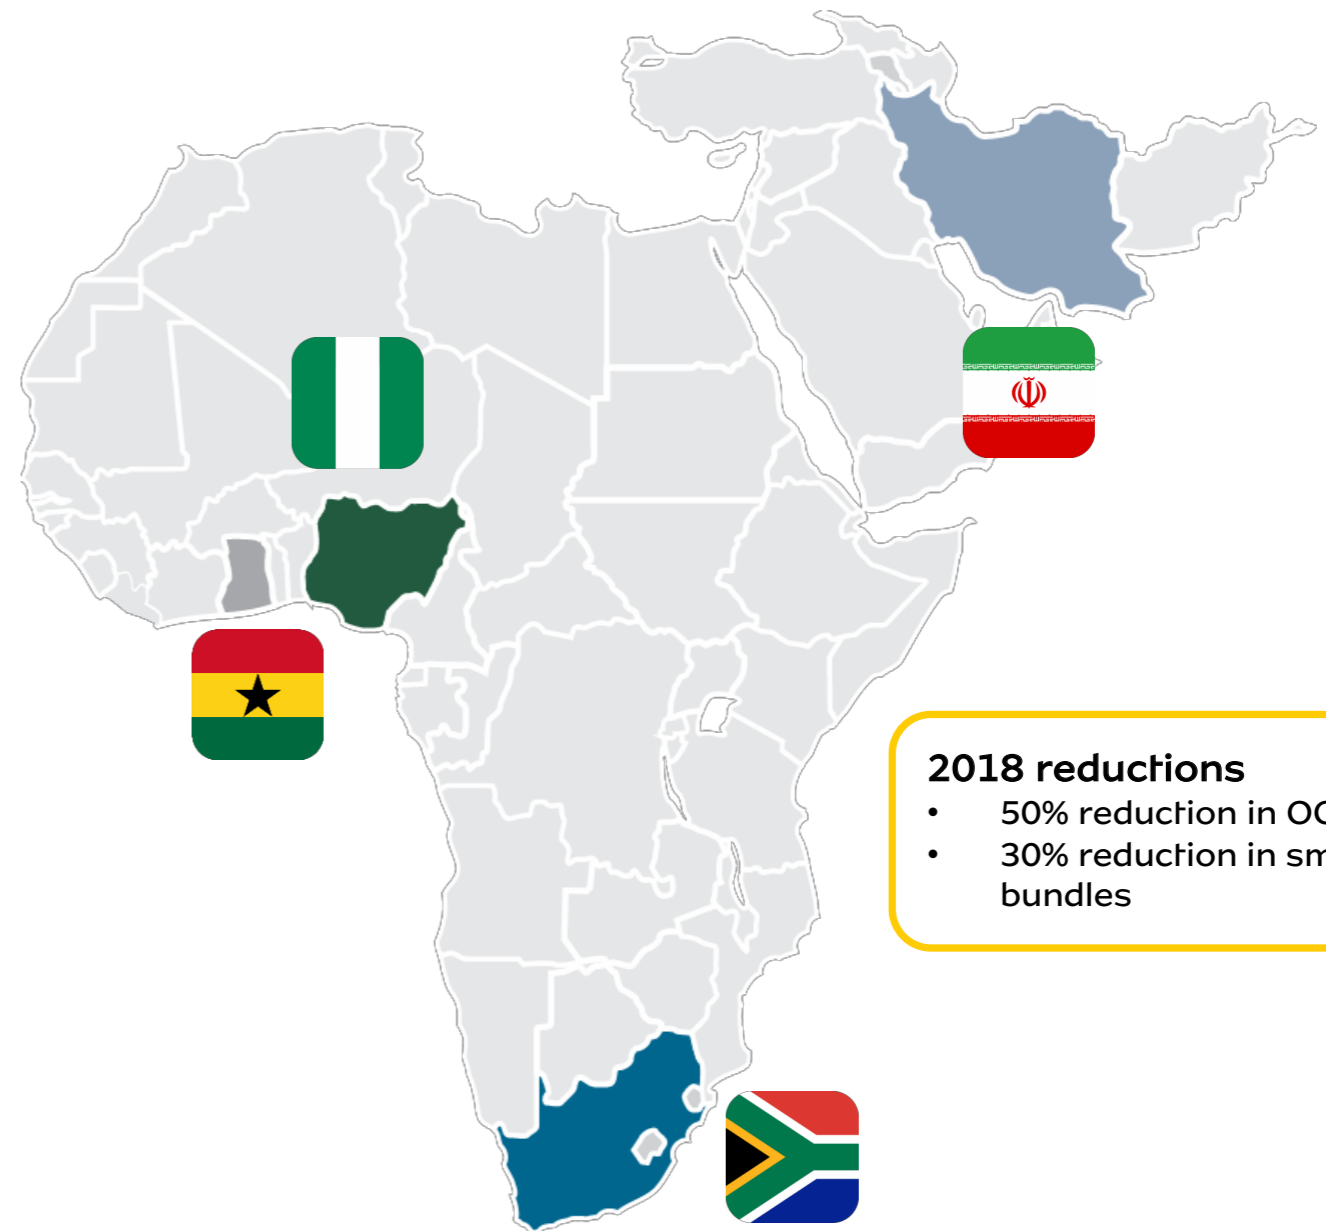 2018 reductions
• 50% reduction in
• 30% reduction in
bundles